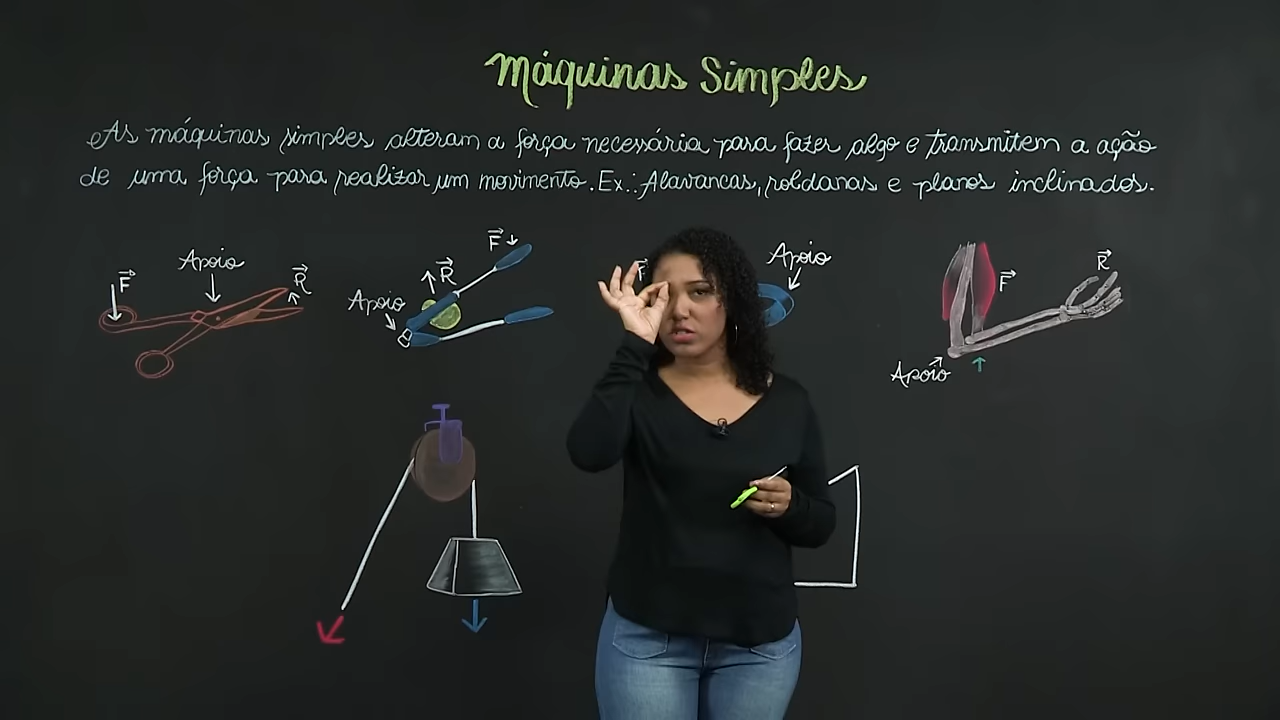 Máquinas Simples
As máquinas simples alteram a força necessária para fazer algo e transmitem a ação
de uma força para realizar um movimento. Ex.: Alavancas, roldanas e planos inclinados.
F
Apoio
R
Apoio
R
F
F
Apoio
F
R
Apoio